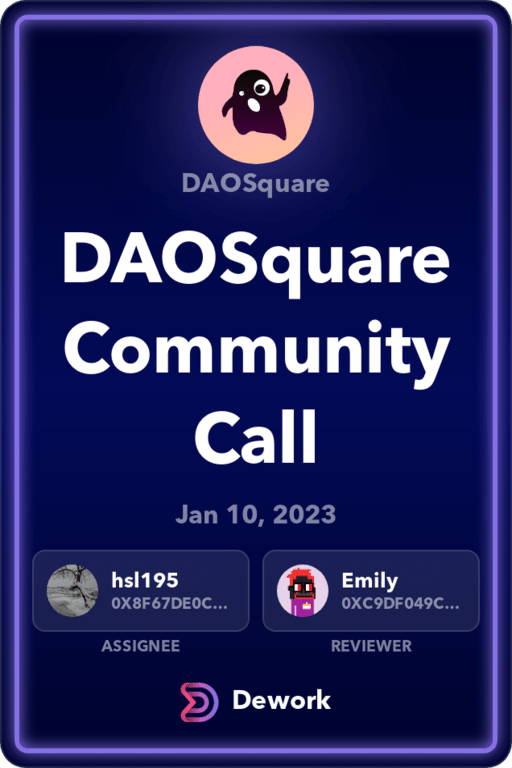 DAOSquare
DAOSquare
Community
Call
Jan 10, 2023
hsl195
0X8F67DE0C...
ASSIGNEE
Emily
0XC9DF049C...
REVIEWER
Dework